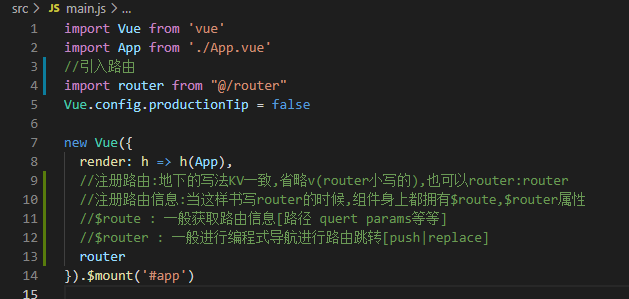 src > JS main.js > ...
1 import Vue from 'vue'
2 import App from './App.vue'
3 //引入路由
4 import router from "@/router"
5 Vue.config.productionTip = false
6
7 new Vue({
8 render: h => h(App),
9 //注册路由:地下的写法KV一致,省略v(router小写的),也可以router:router
10 //注册路由信息:当这样书写router的时候,组件身上都拥有$route,$router属性
11 //$route : 一般获取路由信息[路径 quert params等等]
12 //$router : 一般进行编程式导航进行路由跳转[push|replace]
13 router
14 }).$mount('#app')
15